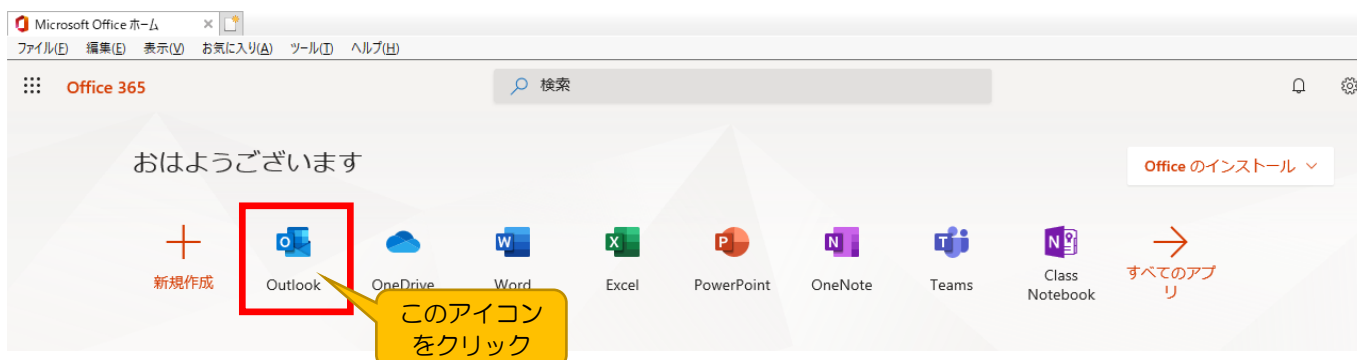 Microsoft Office ホーム
ファイル(F) 編集(E) 表示(V) お気に入り(A) ツール(T) ヘルプ(H)
Office 365
検索
おはようございます
Office のインストール
新規作成
Outlook
OneDrive
Word
Excel
PowerPoint
OneNote
Teams
Class
Notebook
すべてのアプ
リ
このアイコン
をクリック